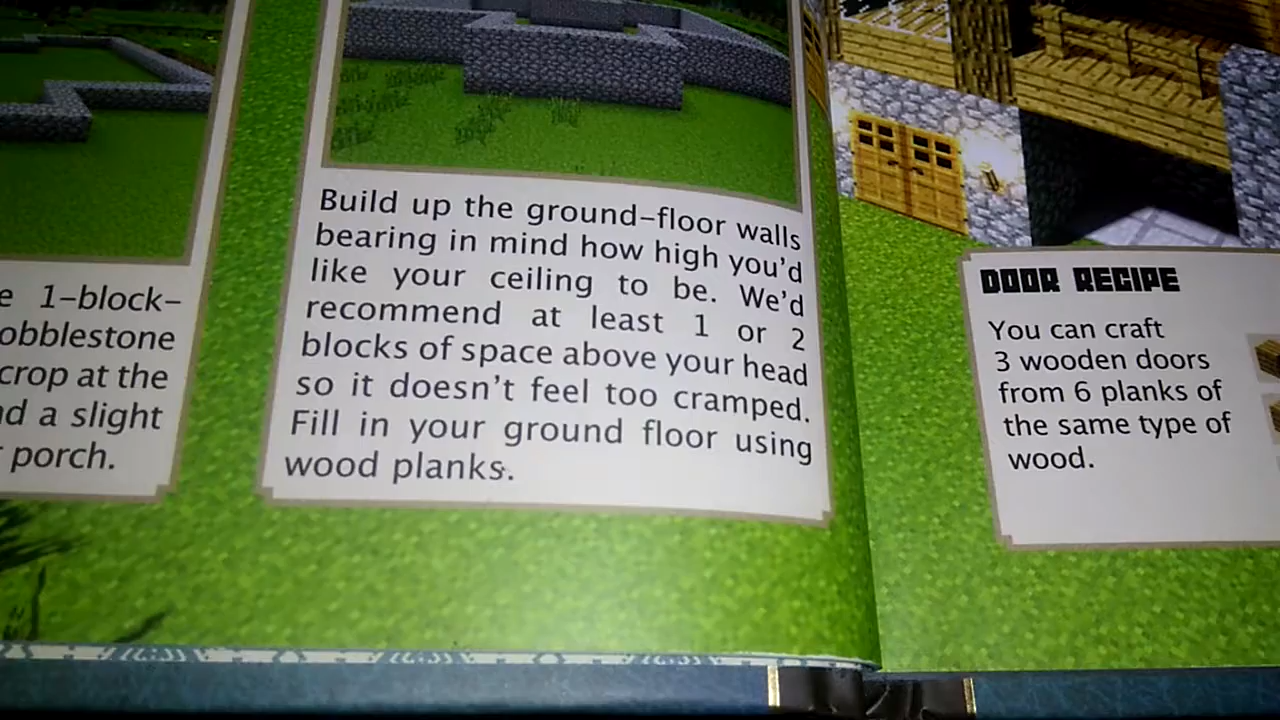 e 1-block-
obblestone
crop at the
d a slight
porch.
Build up the ground-floor walls
bearing in mind how high you'd
like your ceiling to be. We'd
recommend at least 1 or 2
blocks of space above your head
so it doesn't feel too cramped.
Fill in your ground floor using
wood planks.
DOOR RECIPE
You can craft
3 wooden doors
from 6 planks of
the same type of
wood.